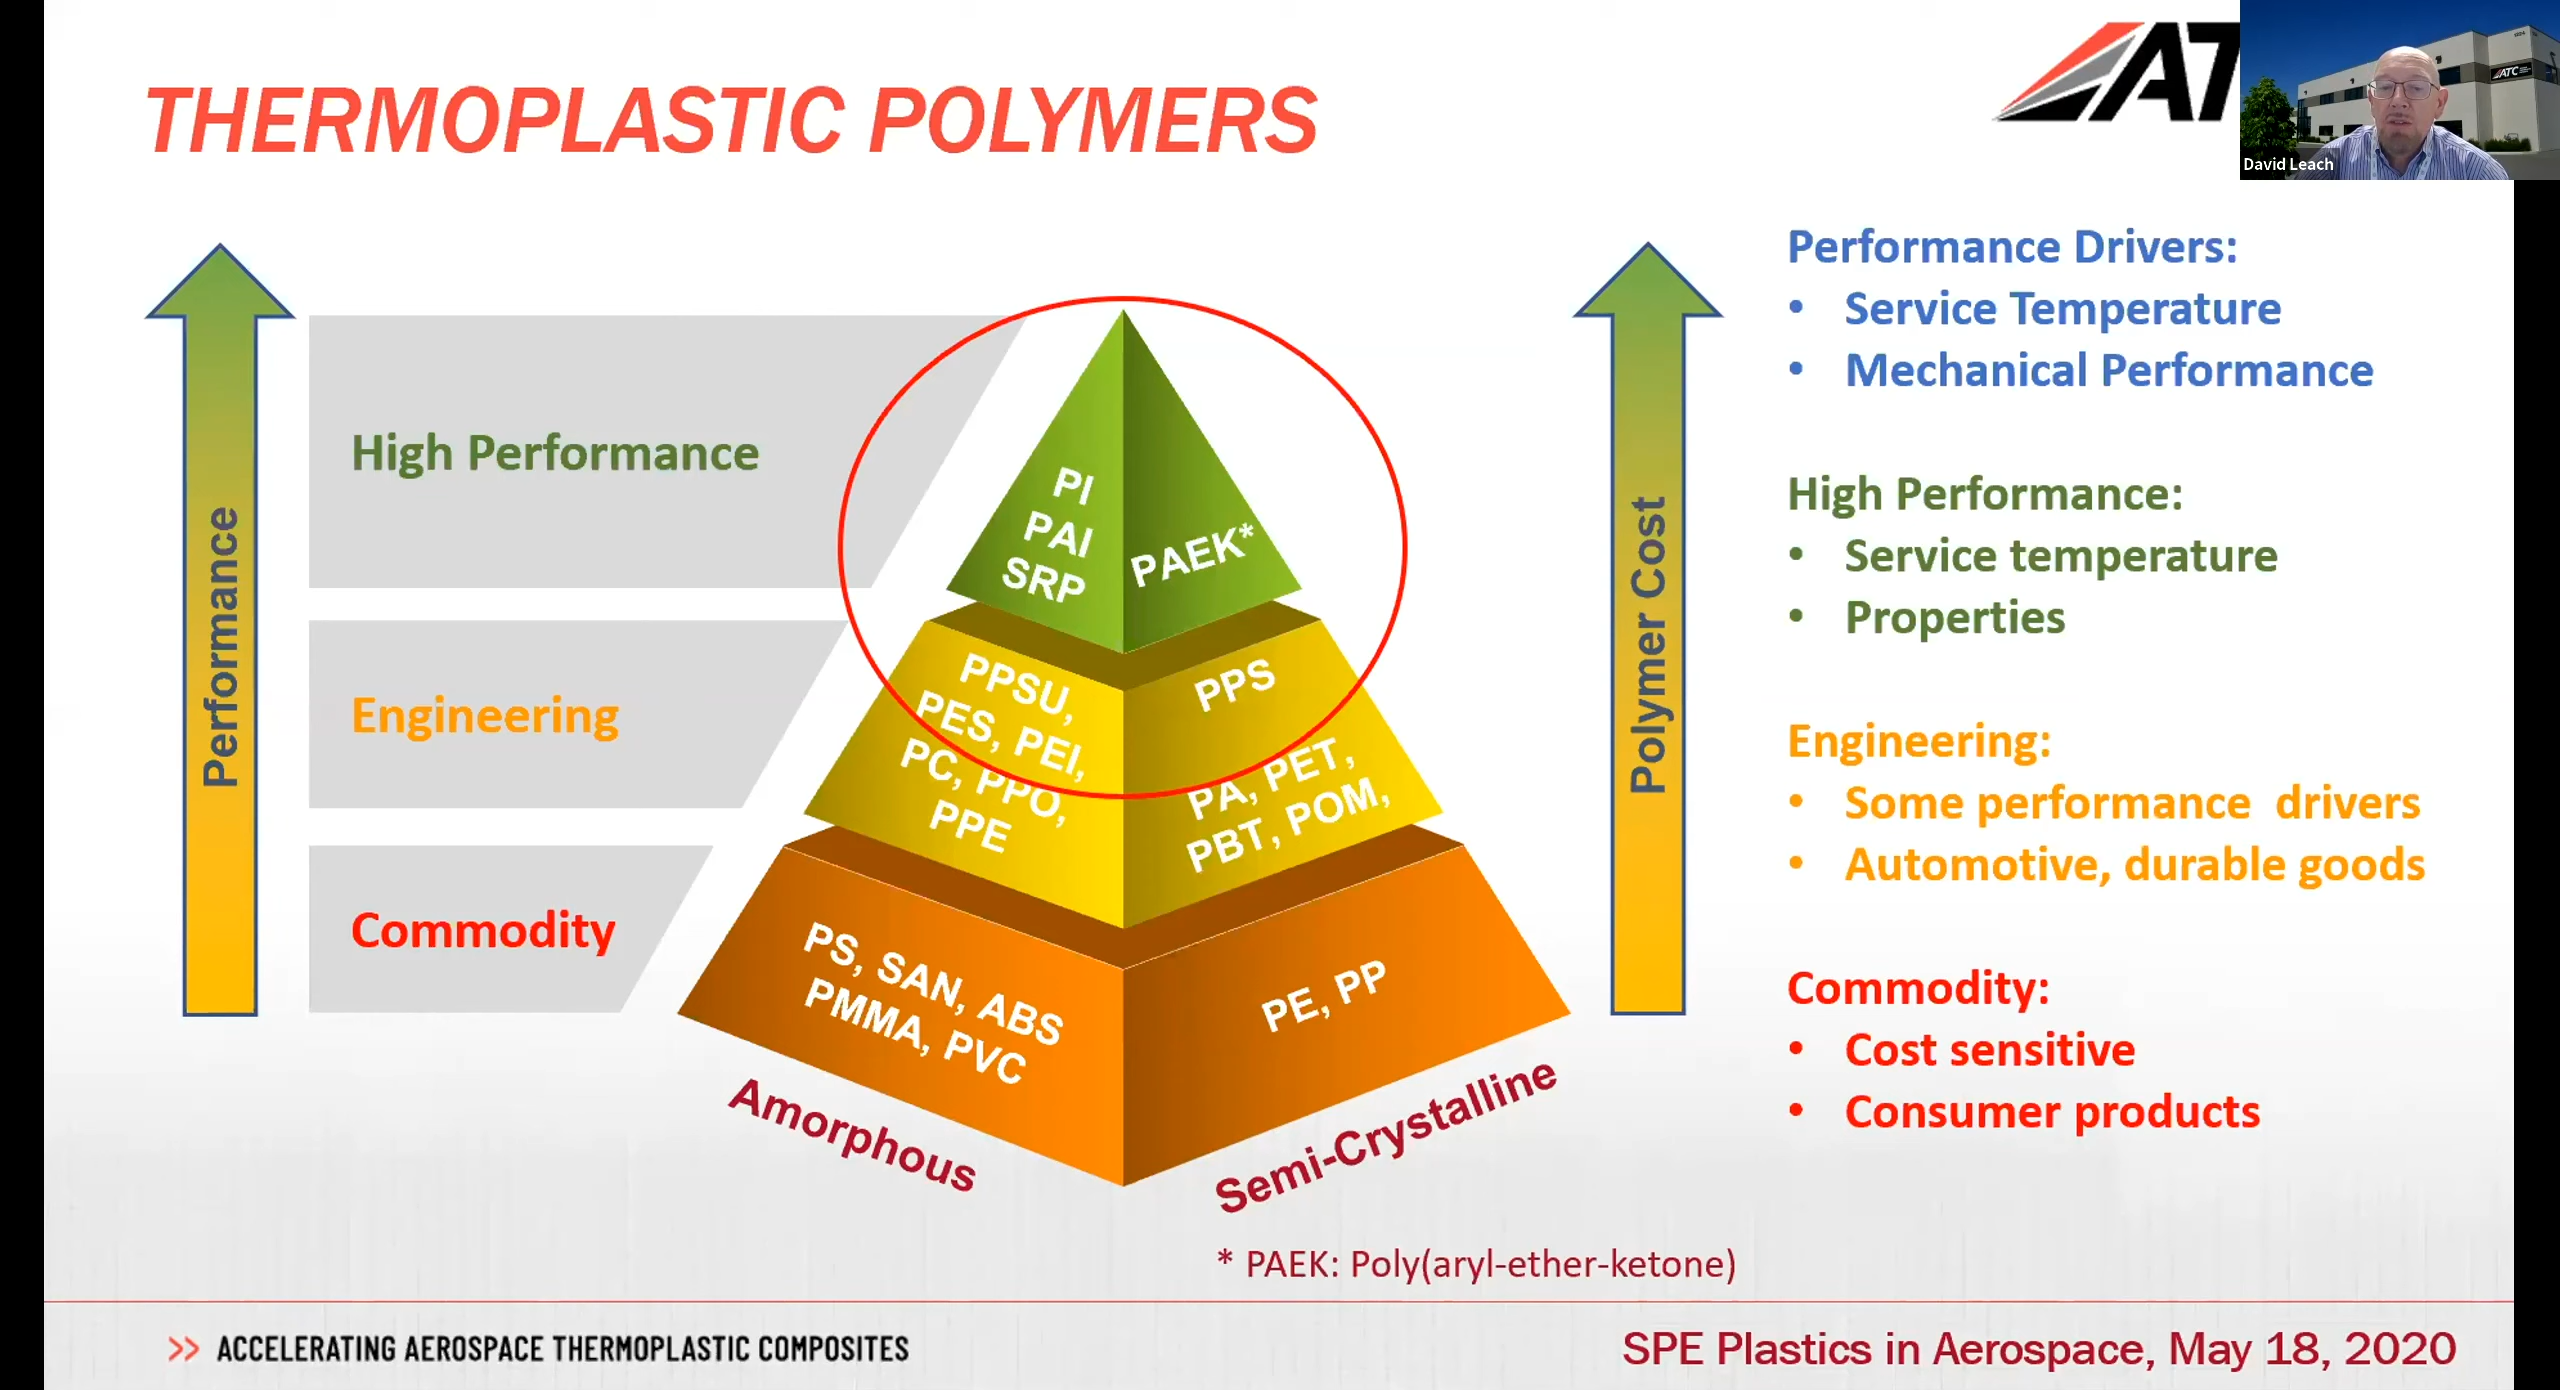 THERMOPLASTIC POLYMERS
AT
ATC
David Leach
Performance
High Performance
Engineering
Commodity
PI
PAI
SRP
PAEK*
PPSU,
PES, PEI,
PC, PPO,
PPE
PPS
PA, PET,
PBT, POM,
PS, SAN, ABS
PMMA, PVC
PE, PP
Amorphous
Semi-Crystalline
* PAEK: Poly(aryl-ether-ketone)
Polymer Cost
Performance Drivers:
• Service Temperature
• Mechanical Performance
High Performance:
• Service temperature
• Properties
Engineering:
• Some performance  drivers
• Automotive, durable goods
Commodity:
• Cost sensitive
• Consumer products
>> ACCELERATING AEROSPACE THERMOPLASTIC COMPOSITES
SPE Plastics in Aerospace, May 18, 2020